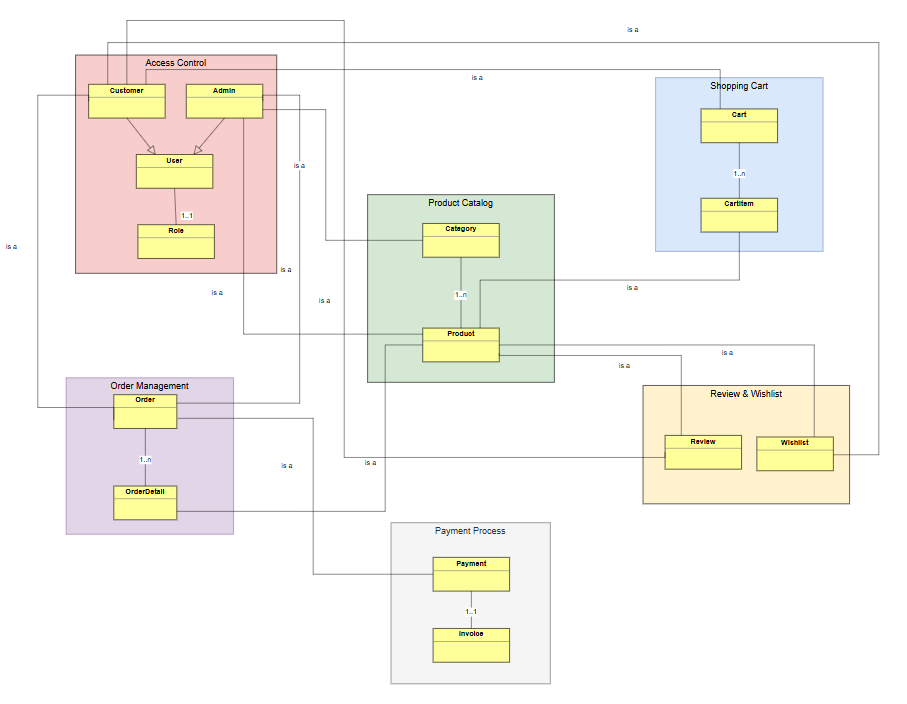 is a
Access Control
is a
Shopping Cart
Customer
Admin
Cart
User
is a
1..n
Product Catalog
CartItem
1..1
Category
Role
is a
is a
is a
is a
1..n
is a
Product
is a
is a
Order Management
Review & Wishlist
Order
Review
Wishlist
1..n
is a
is a
OrderDetail
Payment Process
Payment
1..1
Invoice